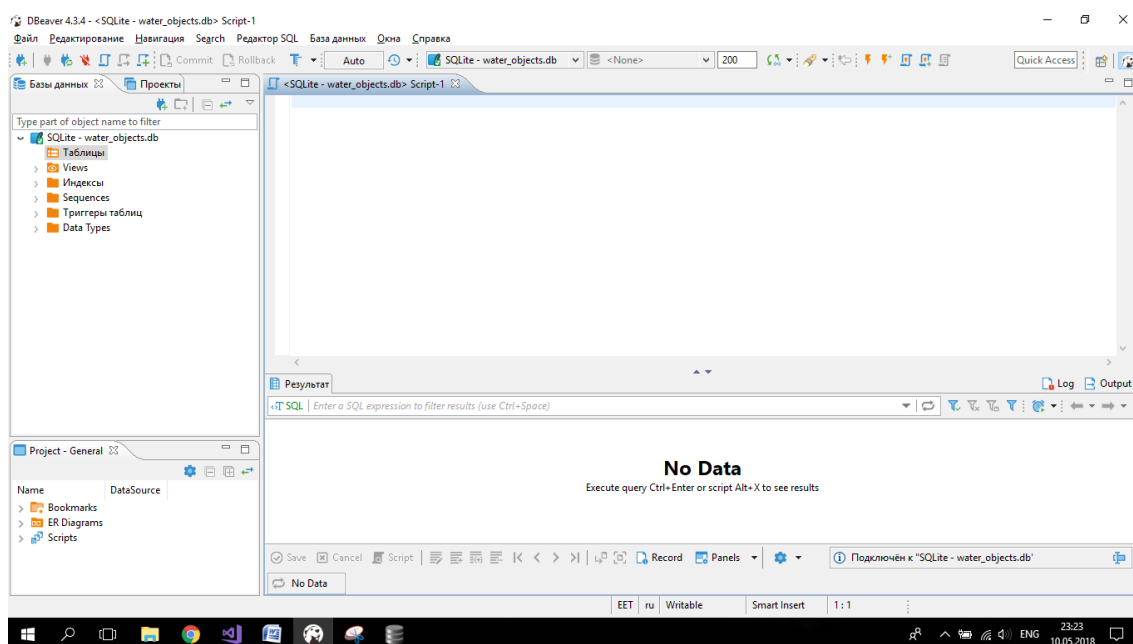 DBeaver 4.3.4 - <SQLite - water_objects.db> Script-1
Файл Редактирование Навигация Search Редактор SQL База данных Окна Справка
Commit Rollback Auto SQLite - water_objects.db <None> 200 Quick Access
Базы данных Проекты
<SQLite - water_objects.db> Script-1
Type part of object name to filter
SQLite - water_objects.db
Таблицы
Views
Индексы
Sequences
Триггеры таблиц
Data Types
Результат Log Output
SQL Enter a SQL expression to filter results (use Ctrl+Space)
No Data
Execute query Ctrl+Enter or script Alt+X to see results
Project - General
Name DataSource
Bookmarks
ER Diagrams
Scripts
Save Cancel Script Record Panels Подключён к "SQLite - water_objects.db'
No Data
EET ru Writable Smart Insert 1 : 1
ENG 23:23
10.05.2018